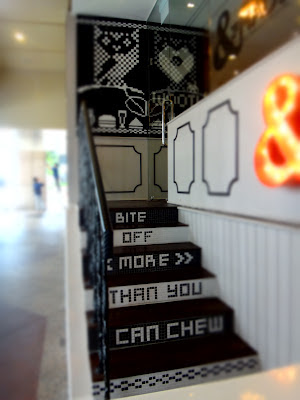 &
&
BITE
OFF
< MORE >>
THAN YOU
CAN CHEW